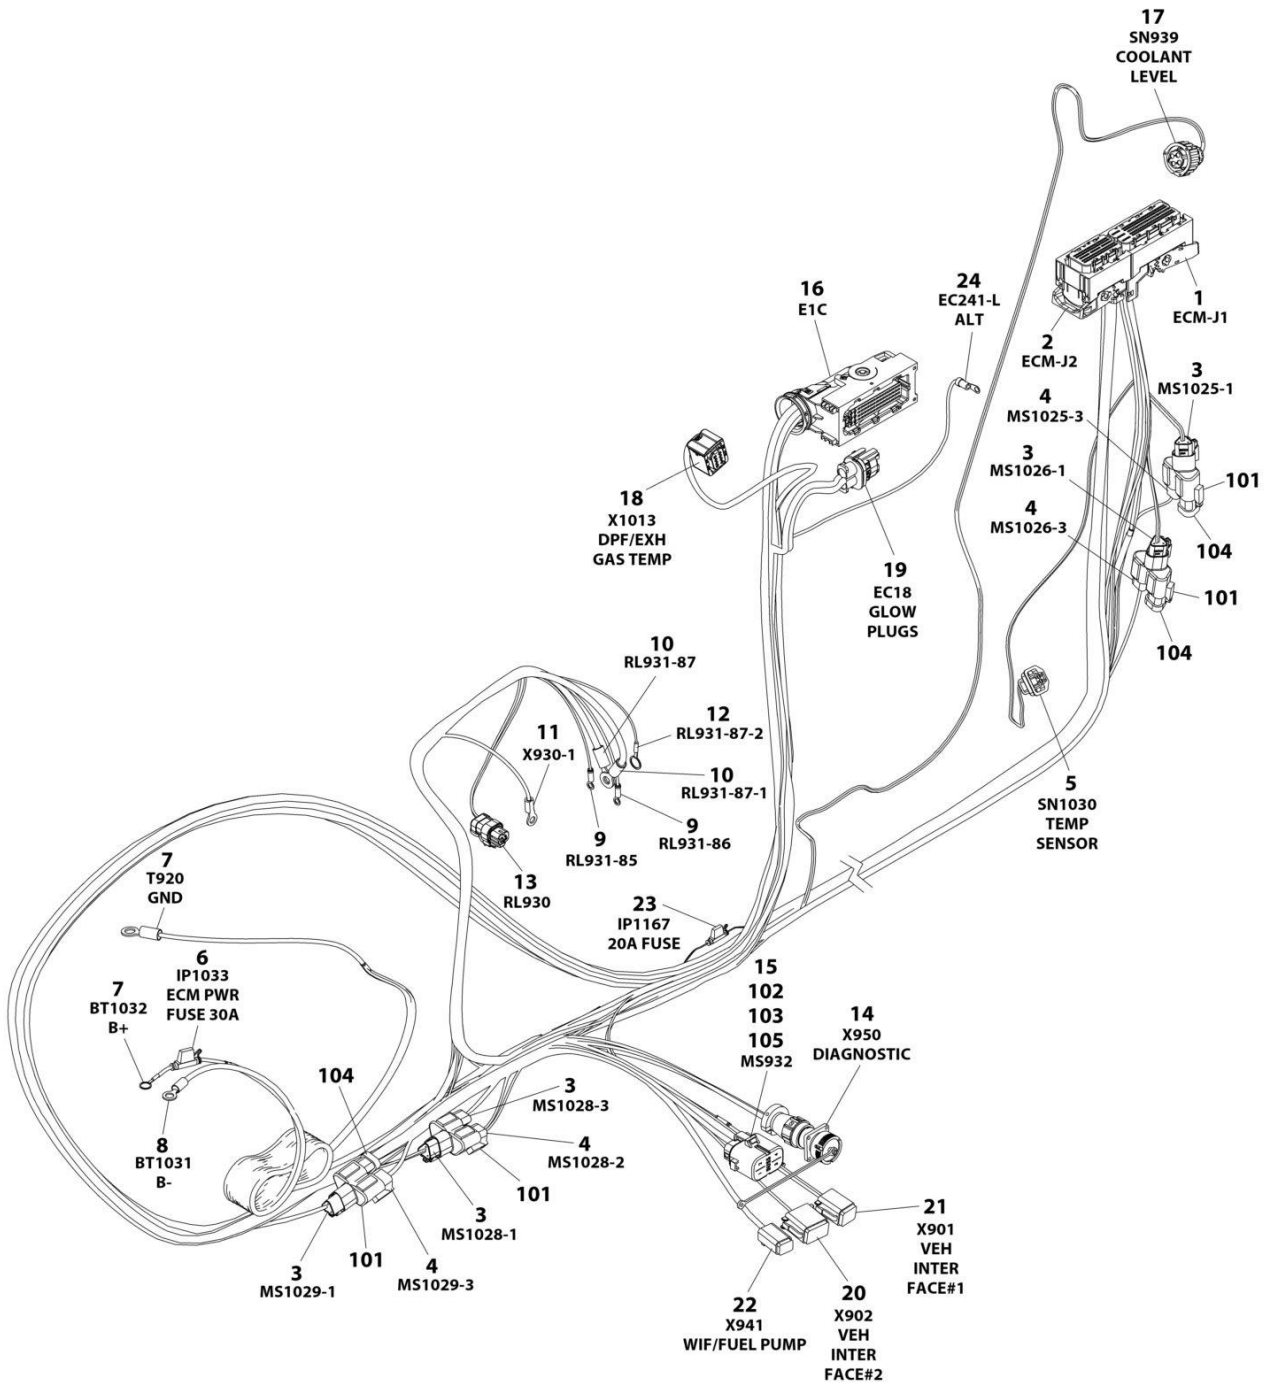 17
SN939
COOLANT
LEVEL
1
ECM-J1
2
ECM-J2
24
EC241-L
ALT
16
E1C
3
MS1025-1
4
MS1025-3
3
MS1026-1
4
MS1026-3
101
104
101
104
18
X1013
DPF/EXH
GAS TEMP
19
EC18
GLOW
PLUGS
10
RL931-87
12
RL931-87-2
11
X930-1
10
RL931-87-1
9
RL931-85
9
RL931-86
13
RL930
5
SN1030
TEMP
SENSOR
7
T920
GND
23
IP1167
20A FUSE
6
IP1033
ECM PWR
FUSE 30A
7
BT1032
B+
15
102
103
105
MS932
14
X950
DIAGNOSTIC
104
3
MS1028-3
8
BT1031
B-
4
MS1028-2
101
3
MS1028-1
101
3
MS1029-1
4
MS1029-3
21
X901
VEH
INTER
FACE#1
22
X941
WIF/FUEL PUMP
20
X902
VEH
INTER
FACE#2